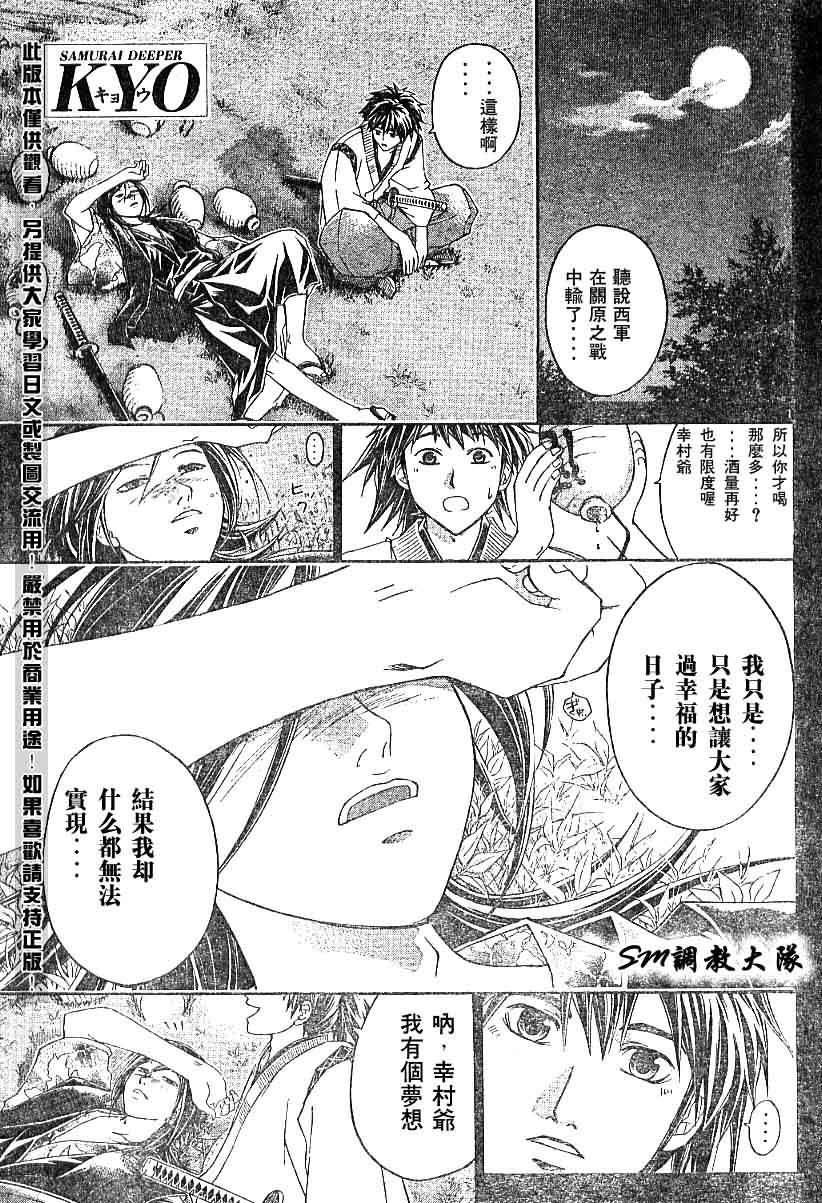 SAMURAI DEEPER
KYO
キョウ
聽說西軍
在關原之戰
中輸了‥‥
‥‥這樣啊
‥‥
所以你才喝
那麼多‥‥?
‥‥酒量再好
也有限度喔
幸村爺
‥‥
我只是‥‥
只是想讓大家
過幸福的
日子‥‥
結果我却
什么都無法
實現‥‥
SM調教大隊
‥‥
吶，幸村爺
我有個夢想
此版本僅供觀看，另提供大家學習日文或製圖交流用！嚴禁用於商業用途！如果喜歡請支持正版